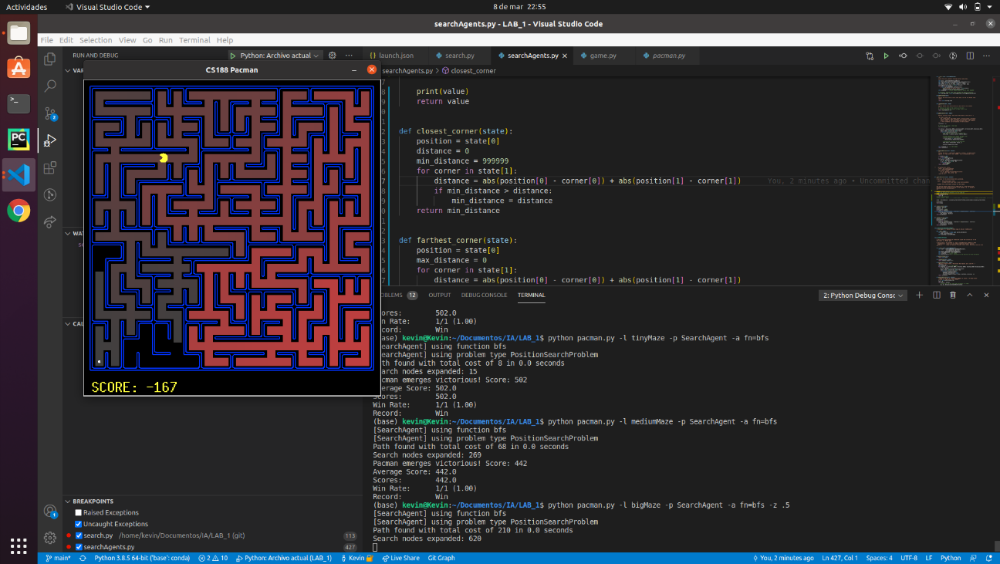 Actividades
Visual Studio Code
8 de mar 22:55
searchAgents.py - LAB_1 - Visual Studio Code
File Edit Selection View Go Run Terminal Help
RUN AND DEBUG
Python: Archivo actual
launch.json
search.py
searchAgents.py
game.py
pacman.py
VAR
CS188 Pacman
searchAgents.py > closest_corner
print(value)
return value
def closest_corner(state):
position = state[0]
distance = 0
min_distance = 999999
for corner in state[1]:
distance = abs(position[0] - corner[0]) + abs(position[1] - corner[1])
You, 2 minutes ago • Uncommitted chan
if min_distance > distance:
min_distance = distance
return min_distance
def farthest_corner(state):
position = state[0]
max_distance = 0
for corner in state[1]:
distance = abs(position[0] - corner[0]) + abs(position[1] - corner[1])
WAT
CAL
SCORE: -167
ROBLEMS 12 OUTPUT DEBUG CONSOLE TERMINAL
2: Python Debug Consc
cores: 502.0
in Rate: 1/1 (1.00)
ecord: Win
base) kevin@Kevin:~/Documentos/IA/LAB_1$ python pacman.py -l tinyMaze -p SearchAgent -a fn=bfs
SearchAgent] using function bfs
SearchAgent] using problem type PositionSearchProblem
ath found with total cost of 8 in 0.0 seconds
earch nodes expanded: 15
acman emerges victorious! Score: 502
verage Score: 502.0
cores: 502.0
Win Rate: 1/1 (1.00)
Record: Win
(base) kevin@Kevin:~/Documentos/IA/LAB_1$ python pacman.py -l mediumMaze -p SearchAgent -a fn=bfs
[SearchAgent] using function bfs
[SearchAgent] using problem type PositionSearchProblem
Path found with total cost of 68 in 0.0 seconds
Search nodes expanded: 269
Pacman emerges victorious! Score: 442
Average Score: 442.0
Scores: 442.0
Win Rate: 1/1 (1.00)
Record: Win
(base) kevin@Kevin:~/Documentos/IA/LAB_1$ python pacman.py -l bigMaze -p SearchAgent -a fn=bfs -z .5
[SearchAgent] using function bfs
[SearchAgent] using problem type PositionSearchProblem
Path found with total cost of 210 in 0.0 seconds
Search nodes expanded: 620
BREAKPOINTS
Raised Exceptions
Uncaught Exceptions
search.py /home/kevin/Documentos/IA/LAB_1 (git) 113
searchAgents.py 427
main* Python 3.8.5 64-bit ('base': conda) 2 10 Python: Archivo actual (LAB_1) Kevin Live Share Git Graph
You, 2 minutes ago Ln 427, Col 1 Spaces: 4 UTF-8 LF Python